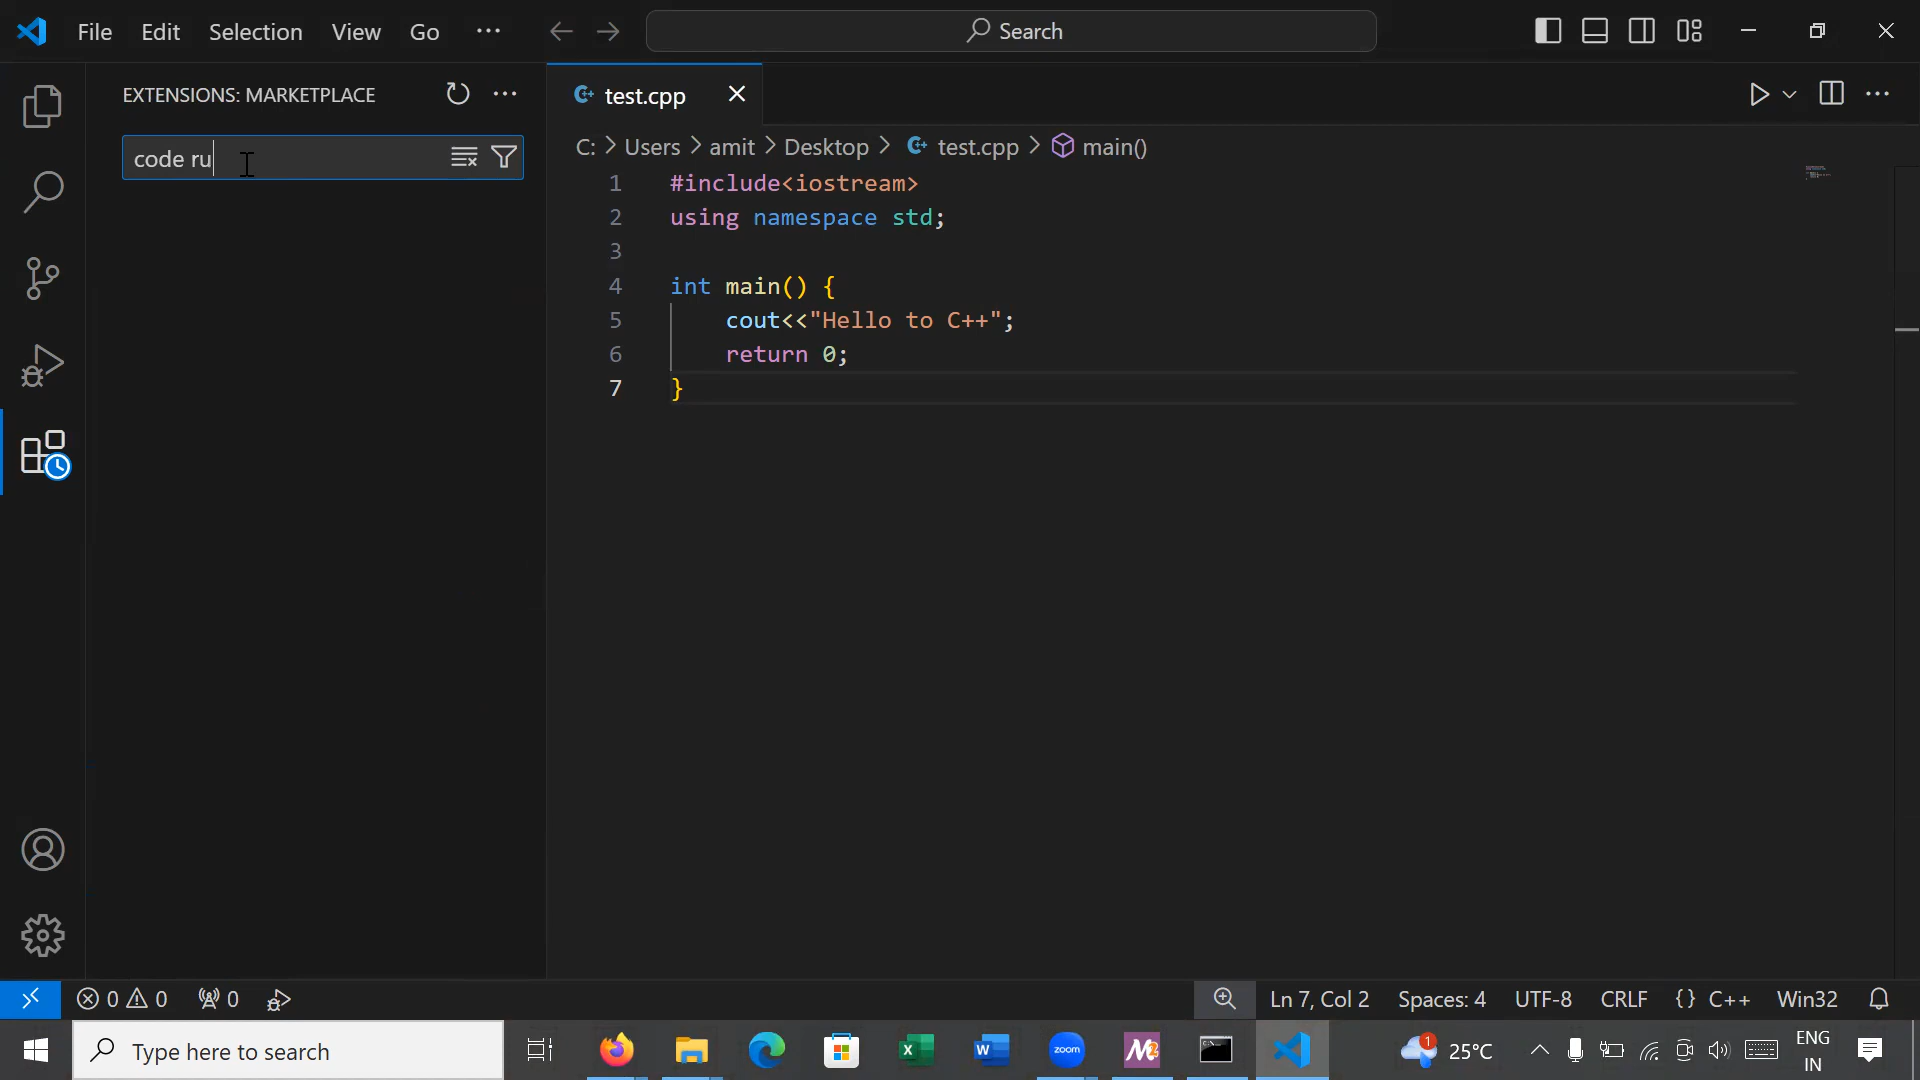 File Edit Selection View Go ··· Search
EXTENSIONS: MARKETPLACE
code ru
test.cpp
C: > Users > amit > Desktop > test.cpp > main()
1 #include<iostream>
2 using namespace std;
3
4 int main() {
5 cout<<"Hello to C++";
6 return 0;
7 }
0 0 0 Ln 7, Col 2 Spaces: 4 UTF-8 CRLF {} C++ Win32
Type here to search zoom 1 25°C ENG
IN